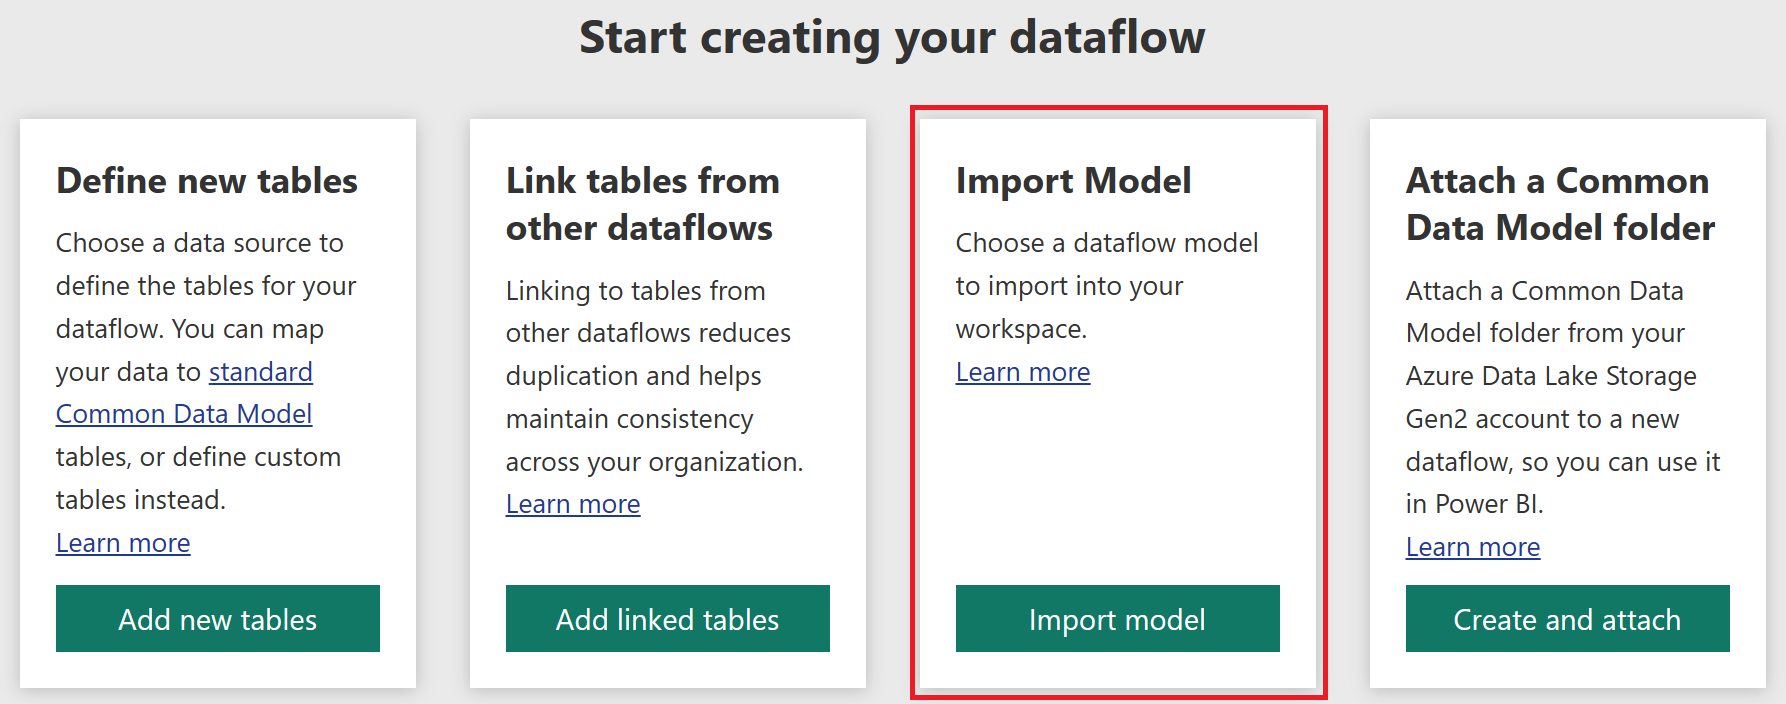 Start creating your dataflow
Define new tables
Choose a data source to
define the tables for your
dataflow. You can map
your data to standard
Common Data Model
tables, or define custom
tables instead.
Learn more
Add new tables
Link tables from
other dataflows
Linking to tables from
other dataflows reduces
duplication and helps
maintain consistency
across your organization.
Learn more
Add linked tables
Import Model
Choose a dataflow model
to import into your
workspace.
Learn more
Import model
Attach a Common
Data Model folder
Attach a Common Data
Model folder from your
Azure Data Lake Storage
Gen2 account to a new
dataflow, so you can use it
in Power BI.
Learn more
Create and attach